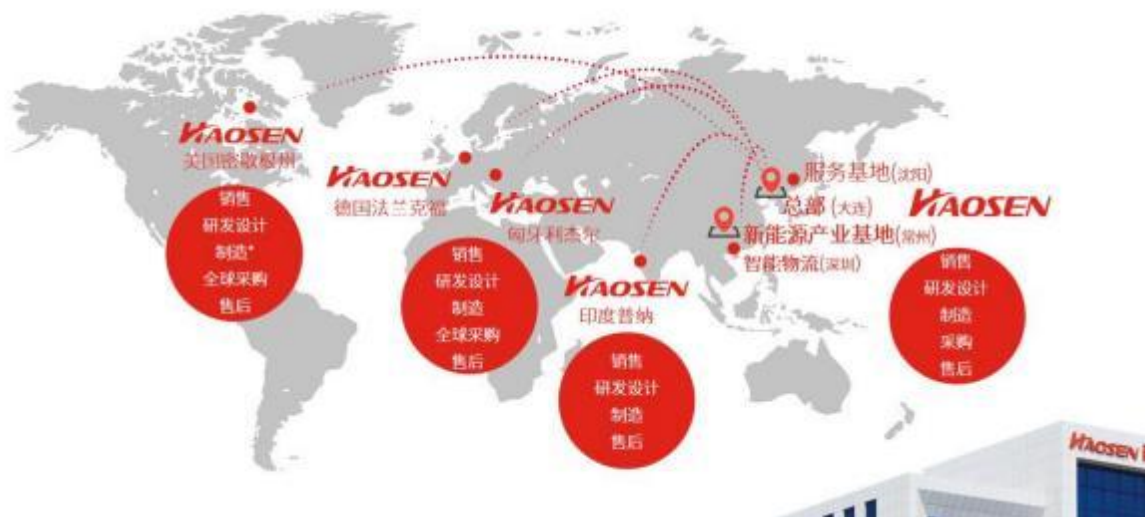 HAOSEN
美国密歇根州
销售
研发设计
制造*
全球采购
售后
HAOSEN
德国法兰克福
HAOSEN
匈牙利杰尔
销售
研发设计
制造
全球采购
售后
HAOSEN
印度普纳
销售
研发设计
制造
售后
服务基地(沈阳)
总部 (大连)
新能源产业基地(常州)
智能物流(深圳)
HAOSEN
销售
研发设计
制造
采购
售后
HAOSEN